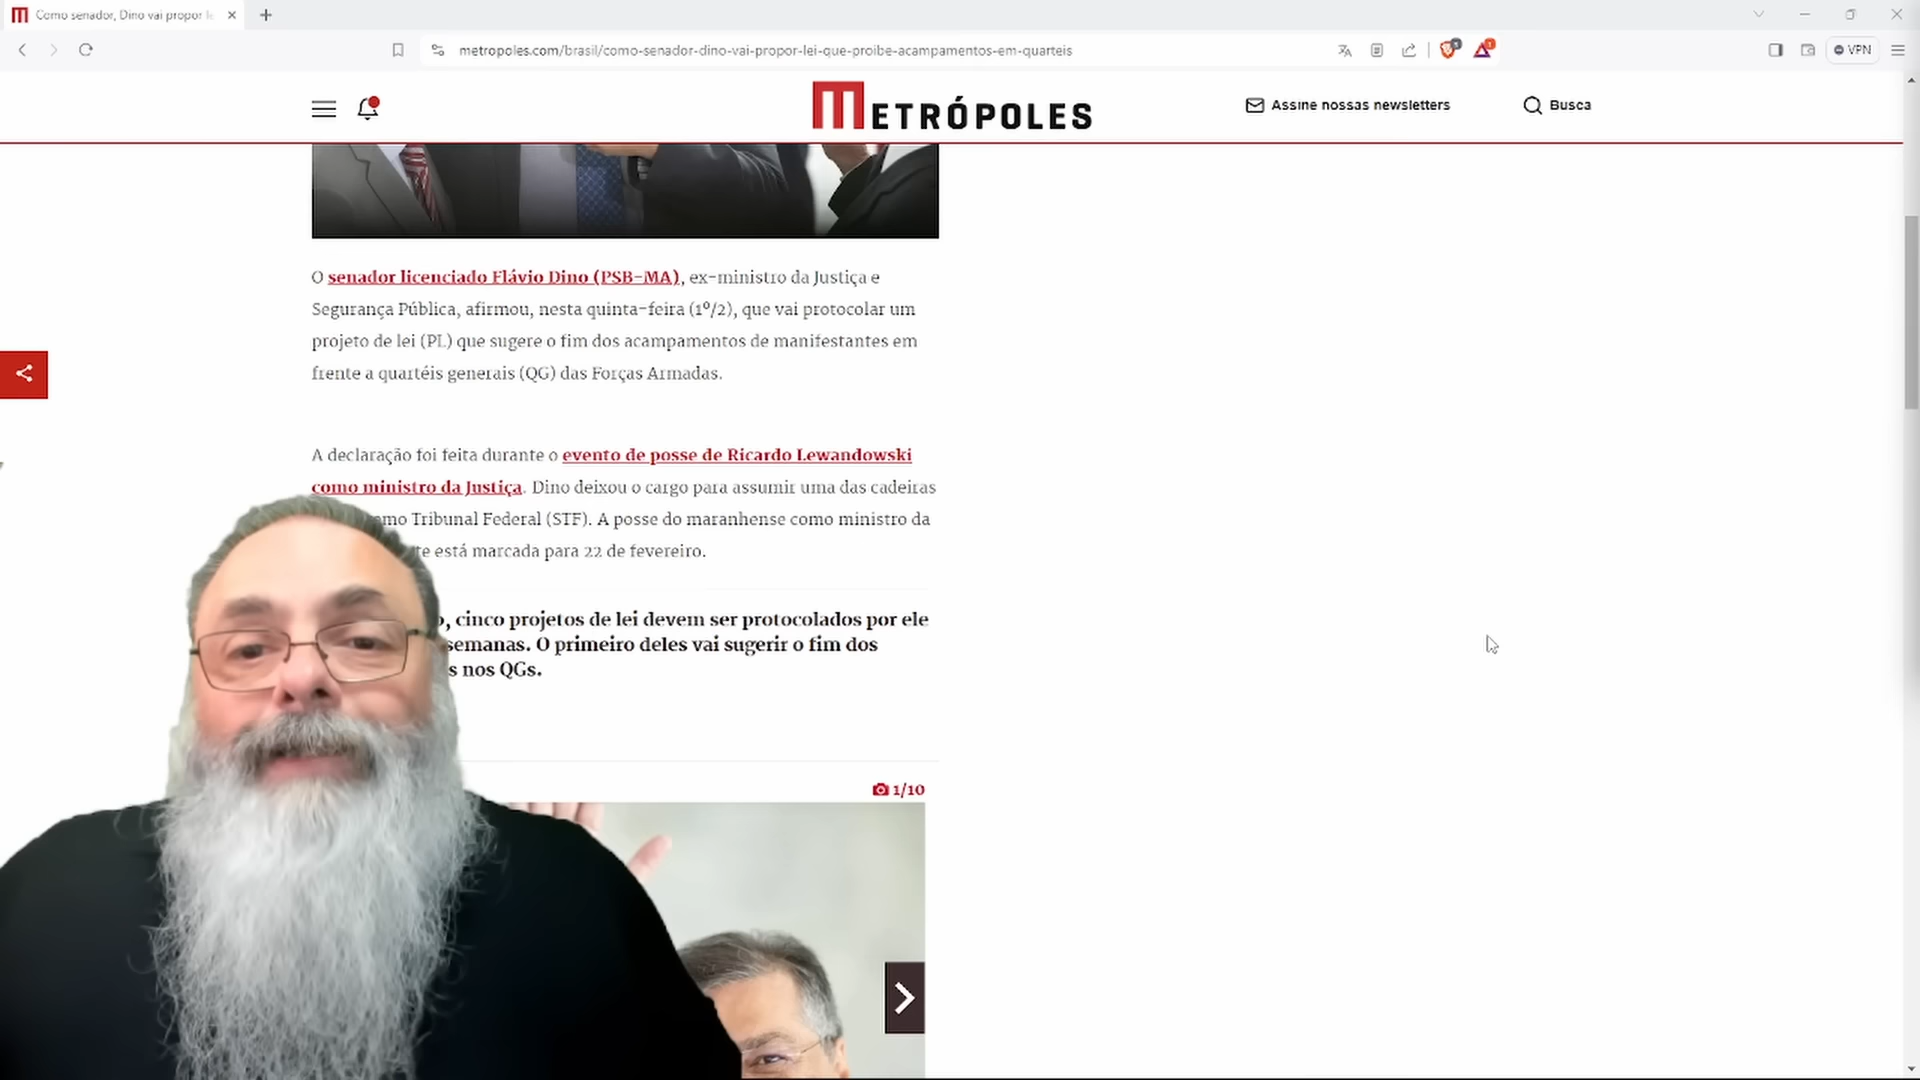 Como senador, Dino vai propor
metropoles.com/brasil/como-senador-dino-vai-propor-lei-que-proibe-acampamentos-em-quarteis
VPN
METRÓPOLES
Assine nossas newsletters
Busca
O senador licenciado Flávio Dino (PSB-MA), ex-ministro da Justiça e
Segurança Pública, afirmou, nesta quinta-feira (1º/2), que vai protocolar um
projeto de lei (PL) que sugere o fim dos acampamentos de manifestantes em
frente a quartéis generais (QG) das Forças Armadas.
A declaração foi feita durante o evento de posse de Ricardo Lewandowski
como ministro da Justiça. Dino deixou o cargo para assumir uma das cadeiras
Tribunal Federal (STF). A posse do maranhense como ministro da
está marcada para 22 de fevereiro.
cinco projetos de lei devem ser protocolados por ele
semanas. O primeiro deles vai sugerir o fim dos
nos QGs.
1/10